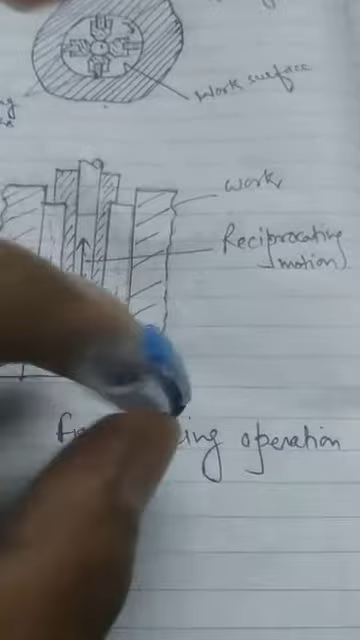 Work surface
work
Reciprocating
motion
ing operation